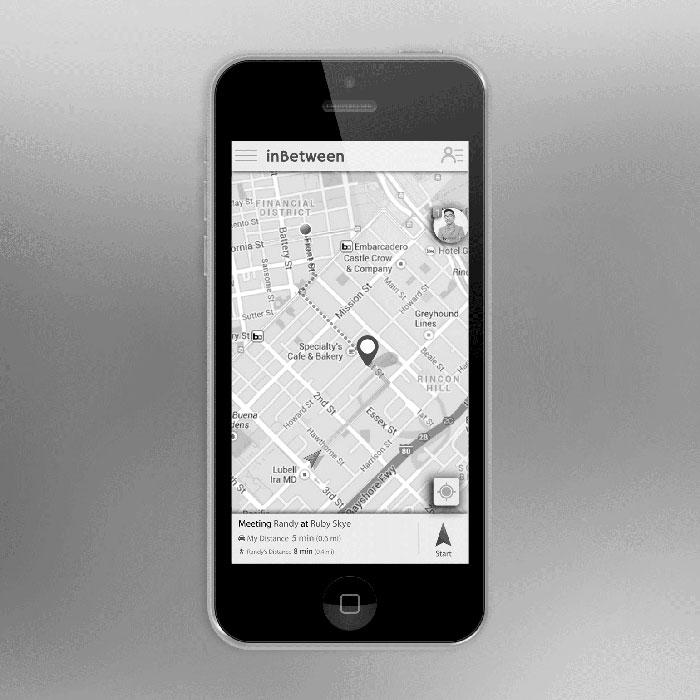 inBetween
FINANCIAL
DISTRICT
Battery St
Front St
Sansome St
Embarcadero
Castle Crow
& Company
Hotel G
Main St
Howard St
Mission St
Sutter St
Greyhound
Lines
Specialty's
Cafe & Bakery
Beale St
RINCON
HILL
2nd St
Essex St
Buena
Howard St
Hawthorne St
Harrison St
80
Lubell
Ira MD
3rd St
Bayshore Fwy
Meeting Randy at Ruby Skye
My Distance 5 min (0.6 mi)
Randy's Distance 8 min (0.4 mi)
Start